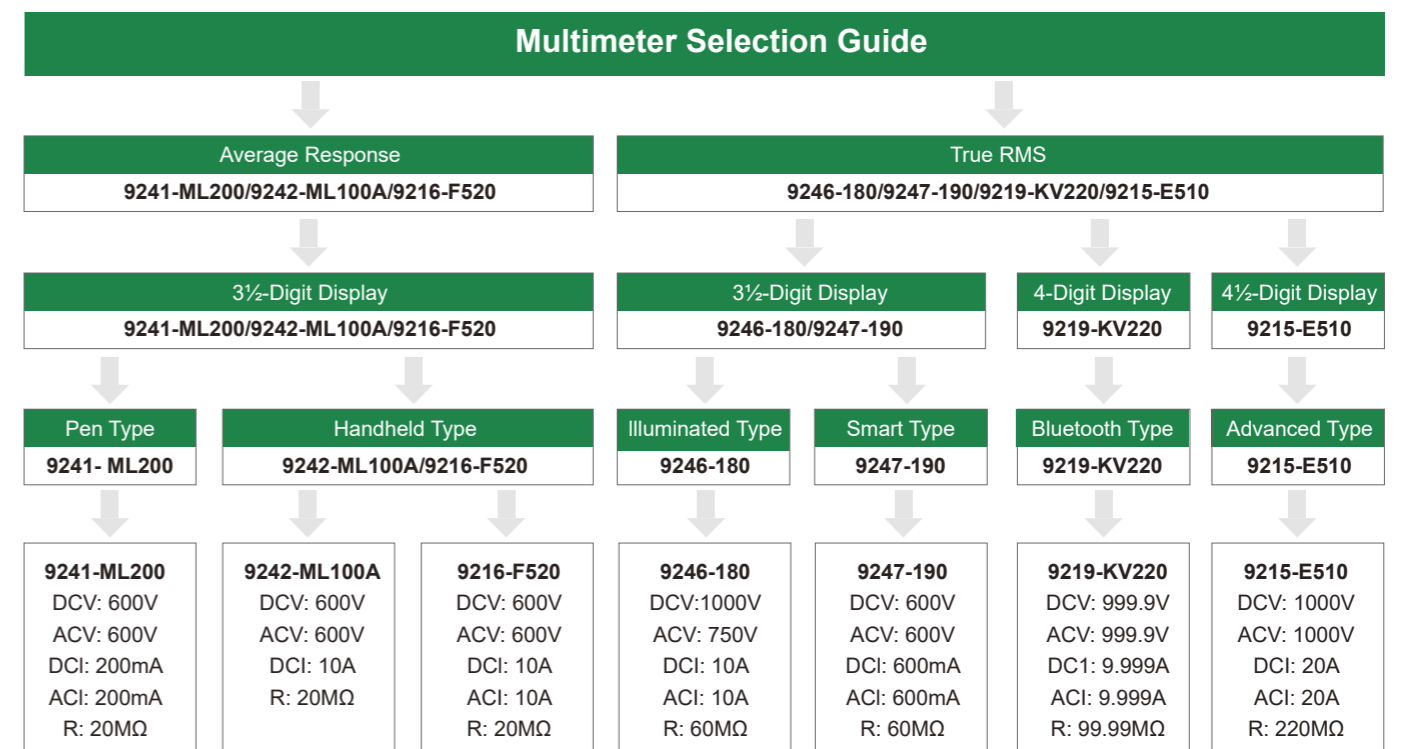 Multimeter Selection Guide
Average Response
9241-ML200/9242-ML100A/9216-F520
True RMS
9246-180/9247-190/9219-KV220/9215-E510
3½-Digit Display
9241-ML200/9242-ML100A/9216-F520
3½-Digit Display
9246-180/9247-190
4-Digit Display
9219-KV220
4½-Digit Display
9215-E510
Pen Type
9241- ML200
Handheld Type
9242-ML100A/9216-F520
Illuminated Type
9246-180
Smart Type
9247-190
Bluetooth Type
9219-KV220
Advanced Type
9215-E510
9241-ML200
DCV: 600V
ACV: 600V
DCI: 200mA
ACI: 200mA
R: 20MΩ
9242-ML100A
DCV: 600V
ACV: 600V
DCI: 10A
R: 20MΩ
9216-F520
DCV: 600V
ACV: 600V
DCI: 10A
ACI: 10A
R: 20MΩ
9246-180
DCV:1000V
ACV: 750V
DCI: 10A
ACI: 10A
R: 60MΩ
9247-190
DCV: 600V
ACV: 600V
DCI: 600mA
ACI: 600mA
R: 60MΩ
9219-KV220
DCV: 999.9V
ACV: 999.9V
DC1: 9.999A
ACI: 9.999A
R: 99.99MΩ
9215-E510
DCV: 1000V
ACV: 1000V
DCI: 20A
ACI: 20A
R: 220MΩ